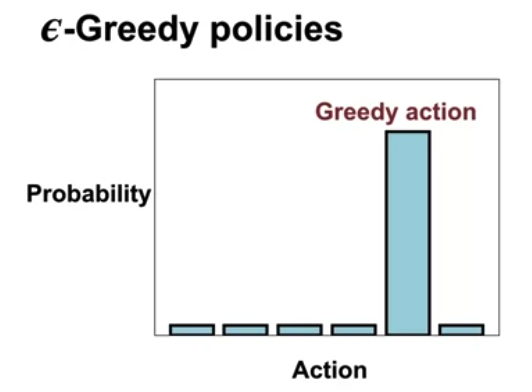 ϵ-Greedy policies
Greedy action
Probability
Action